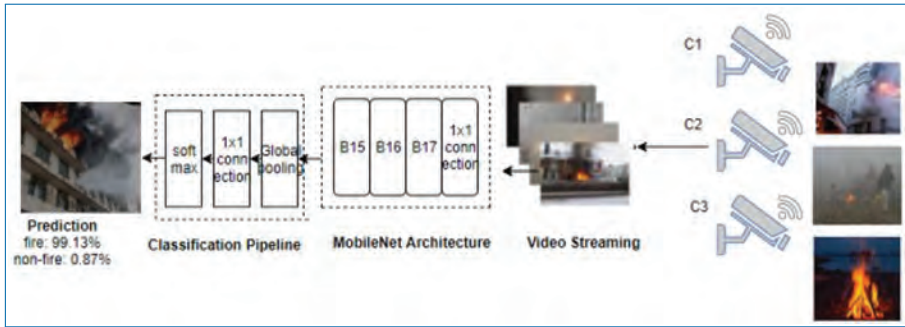 C1
C2
C3
soft
max
1x1
conn
ection
Global
pooling
B15
B16
B17
1x1
conn
ection
Prediction
fire: 99.13%
non-fire: 0.87%
Classification Pipeline
MobileNet Architecture
Video Streaming